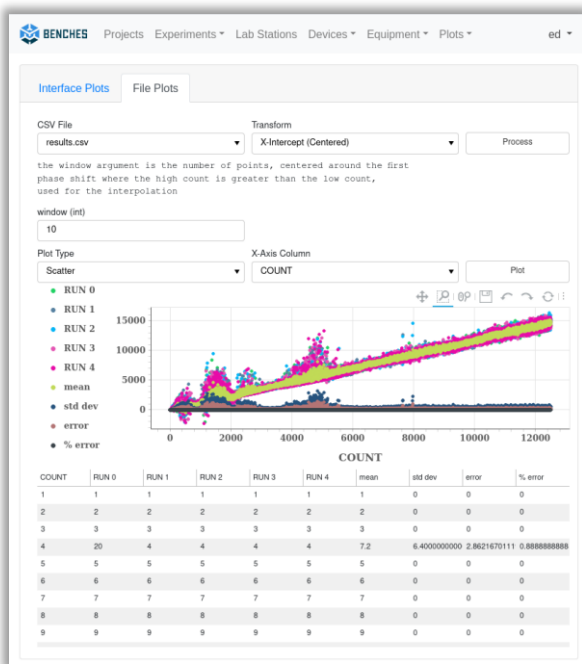 BENCHES Projects Experiments Lab Stations Devices Equipment Plots ed
Interface Plots File Plots
CSV File Transform
results.csv X-Intercept (Centered) Process
the window argument is the number of points, centered around the first
phase shift where the high count is greater than the low count,
used for the interpolation
window (int)
10
Plot Type X-Axis Column
Scatter COUNT Plot
RUN 0
RUN 1
RUN 2
RUN 3
RUN 4
mean
std dev
error
% error
15000
10000
5000
0
0 2000 4000 6000 8000 10000 12000
COUNT
COUNT RUN 0 RUN 1 RUN 2 RUN 3 RUN 4 mean std dev error % error
1 1 1 1 1 1 1 0 0 0
2 2 2 2 2 2 2 0 0 0
3 3 3 3 3 3 3 0 0 0
4 20 4 4 4 4 7.2 6.4000000000 2.8621670111 0.8888888888
5 5 5 5 5 5 5 0 0 0
6 6 6 6 6 6 6 0 0 0
7 7 7 7 7 7 7 0 0 0
8 8 8 8 8 8 8 0 0 0
9 9 9 9 9 9 9 0 0 0